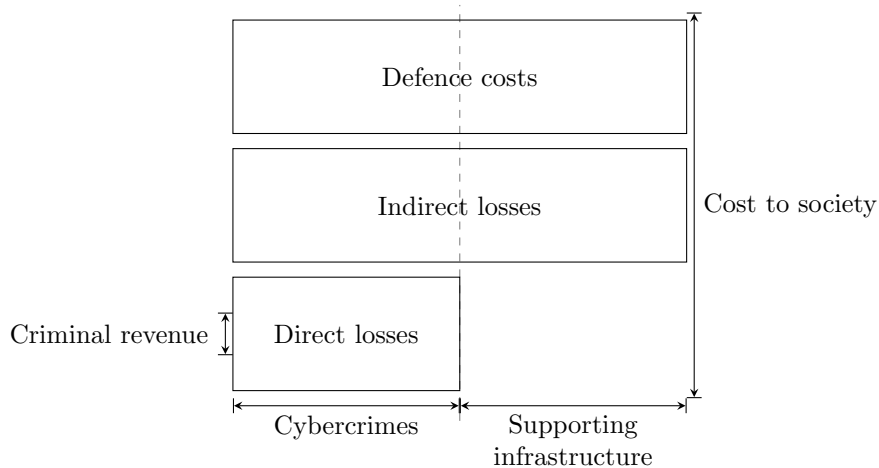 Defence costs
Indirect losses
Cost to society
Criminal revenue
Direct losses
Cybercrimes
Supporting
infrastructure